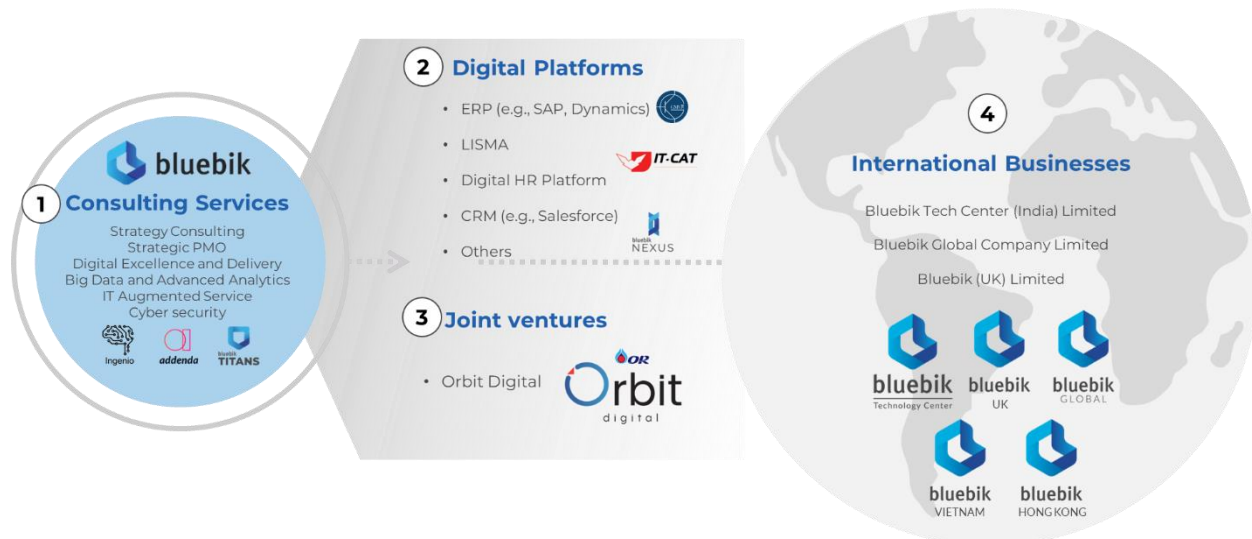 bluebik
1
Consulting Services
Strategy Consulting
Strategic PMO
Digital Excellence and Delivery
Big Data and Advanced Analytics
IT Augmented Service
Cyber security
Ingenio
addenda
bluebik
TITANS
2
Digital Platforms
• ERP (e.g., SAP, Dynamics)
• LISMA
IT-CAT
• Digital HR Platform
• CRM (e.g., Salesforce)
bluebik
NEXUS
• Others
3
Joint ventures
OR
• Orbit Digital
Orbit
digital
4
International Businesses
Bluebik Tech Center (India) Limited
Bluebik Global Company Limited
Bluebik (UK) Limited
bluebik
Technology Center
bluebik
UK
bluebik
GLOBAL
bluebik
VIETNAM
bluebik
HONG KONG